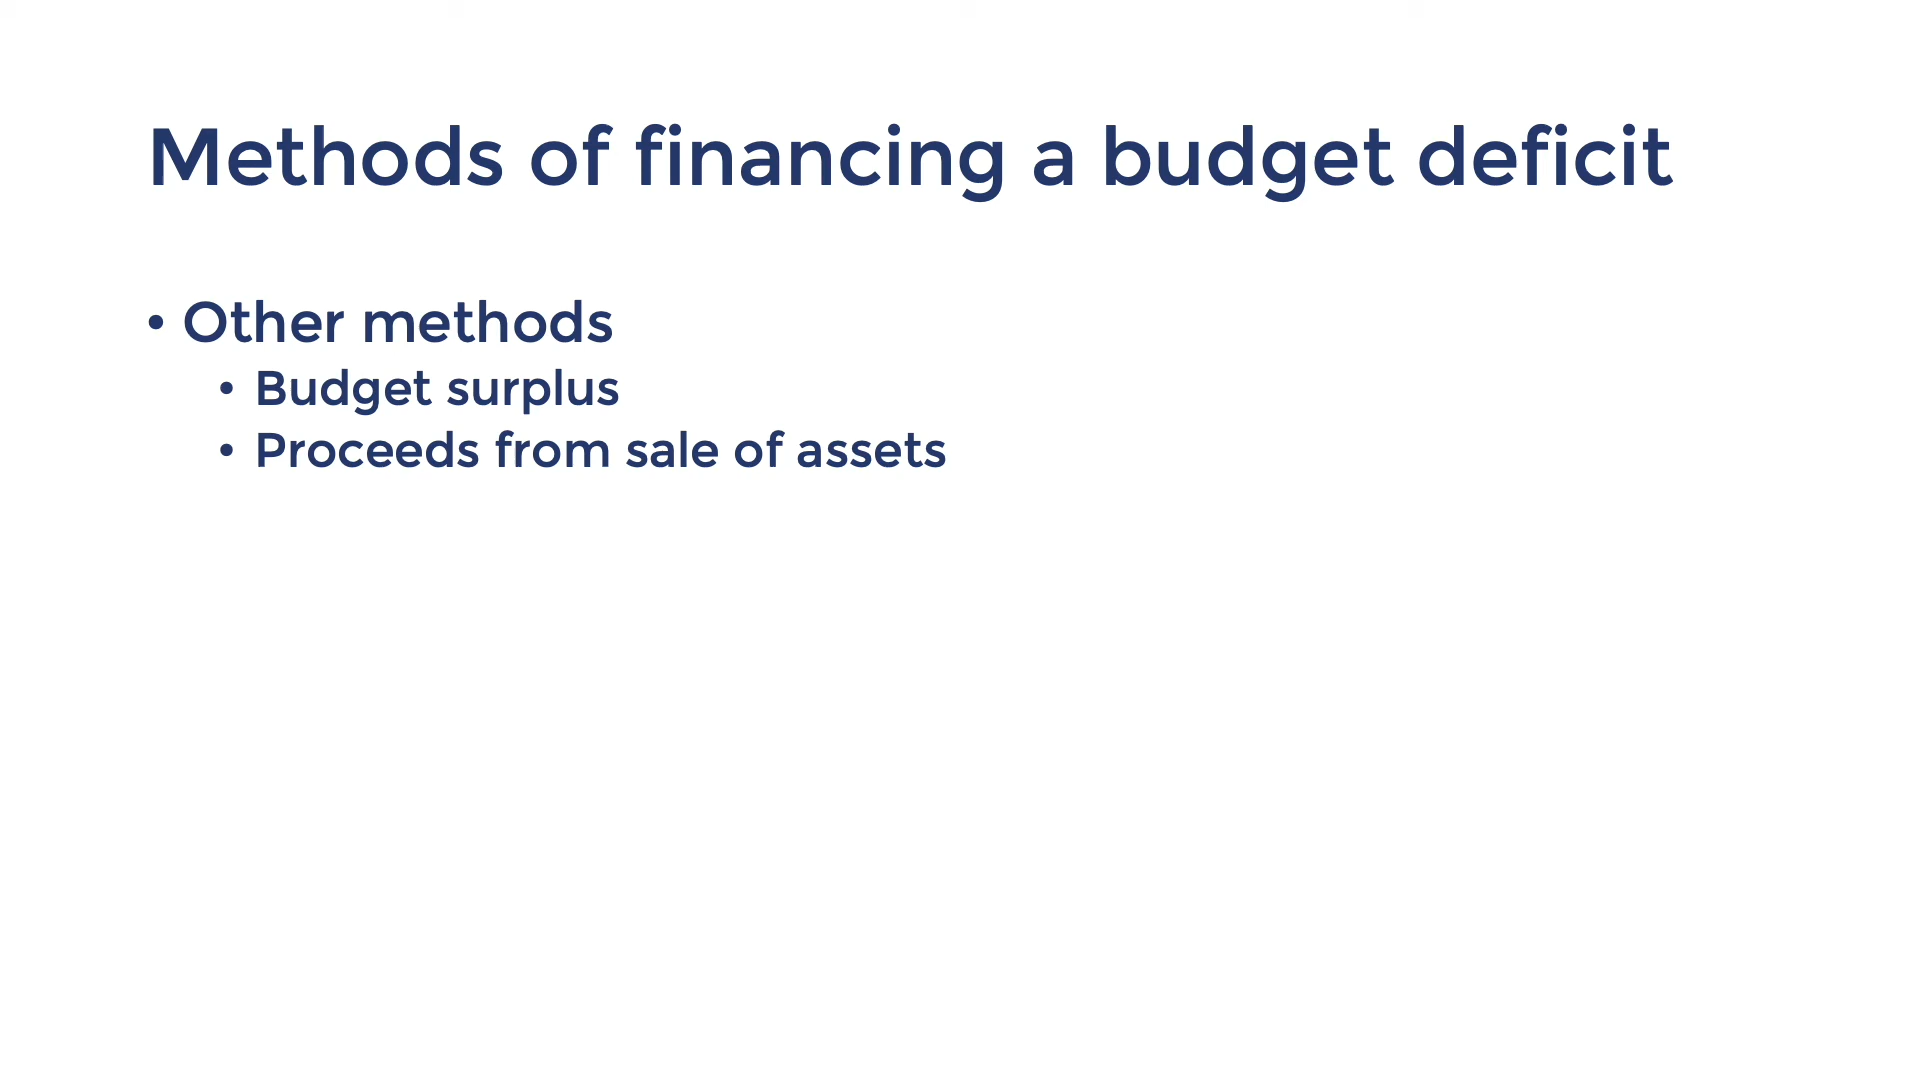 Methods of financing a budget deficit
• Other methods
• Budget surplus
• Proceeds from sale of assets